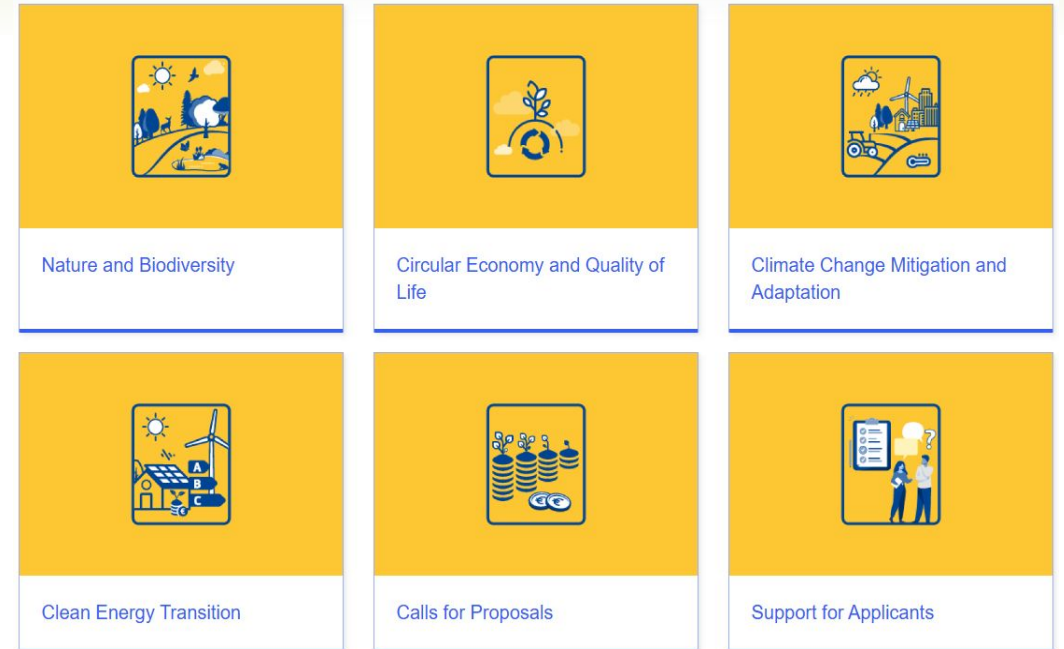 Nature and Biodiversity
Circular Economy and Quality of
Life
Climate Change Mitigation and
Adaptation
A
B
C
€
€ €
?
Clean Energy Transition
Calls for Proposals
Support for Applicants